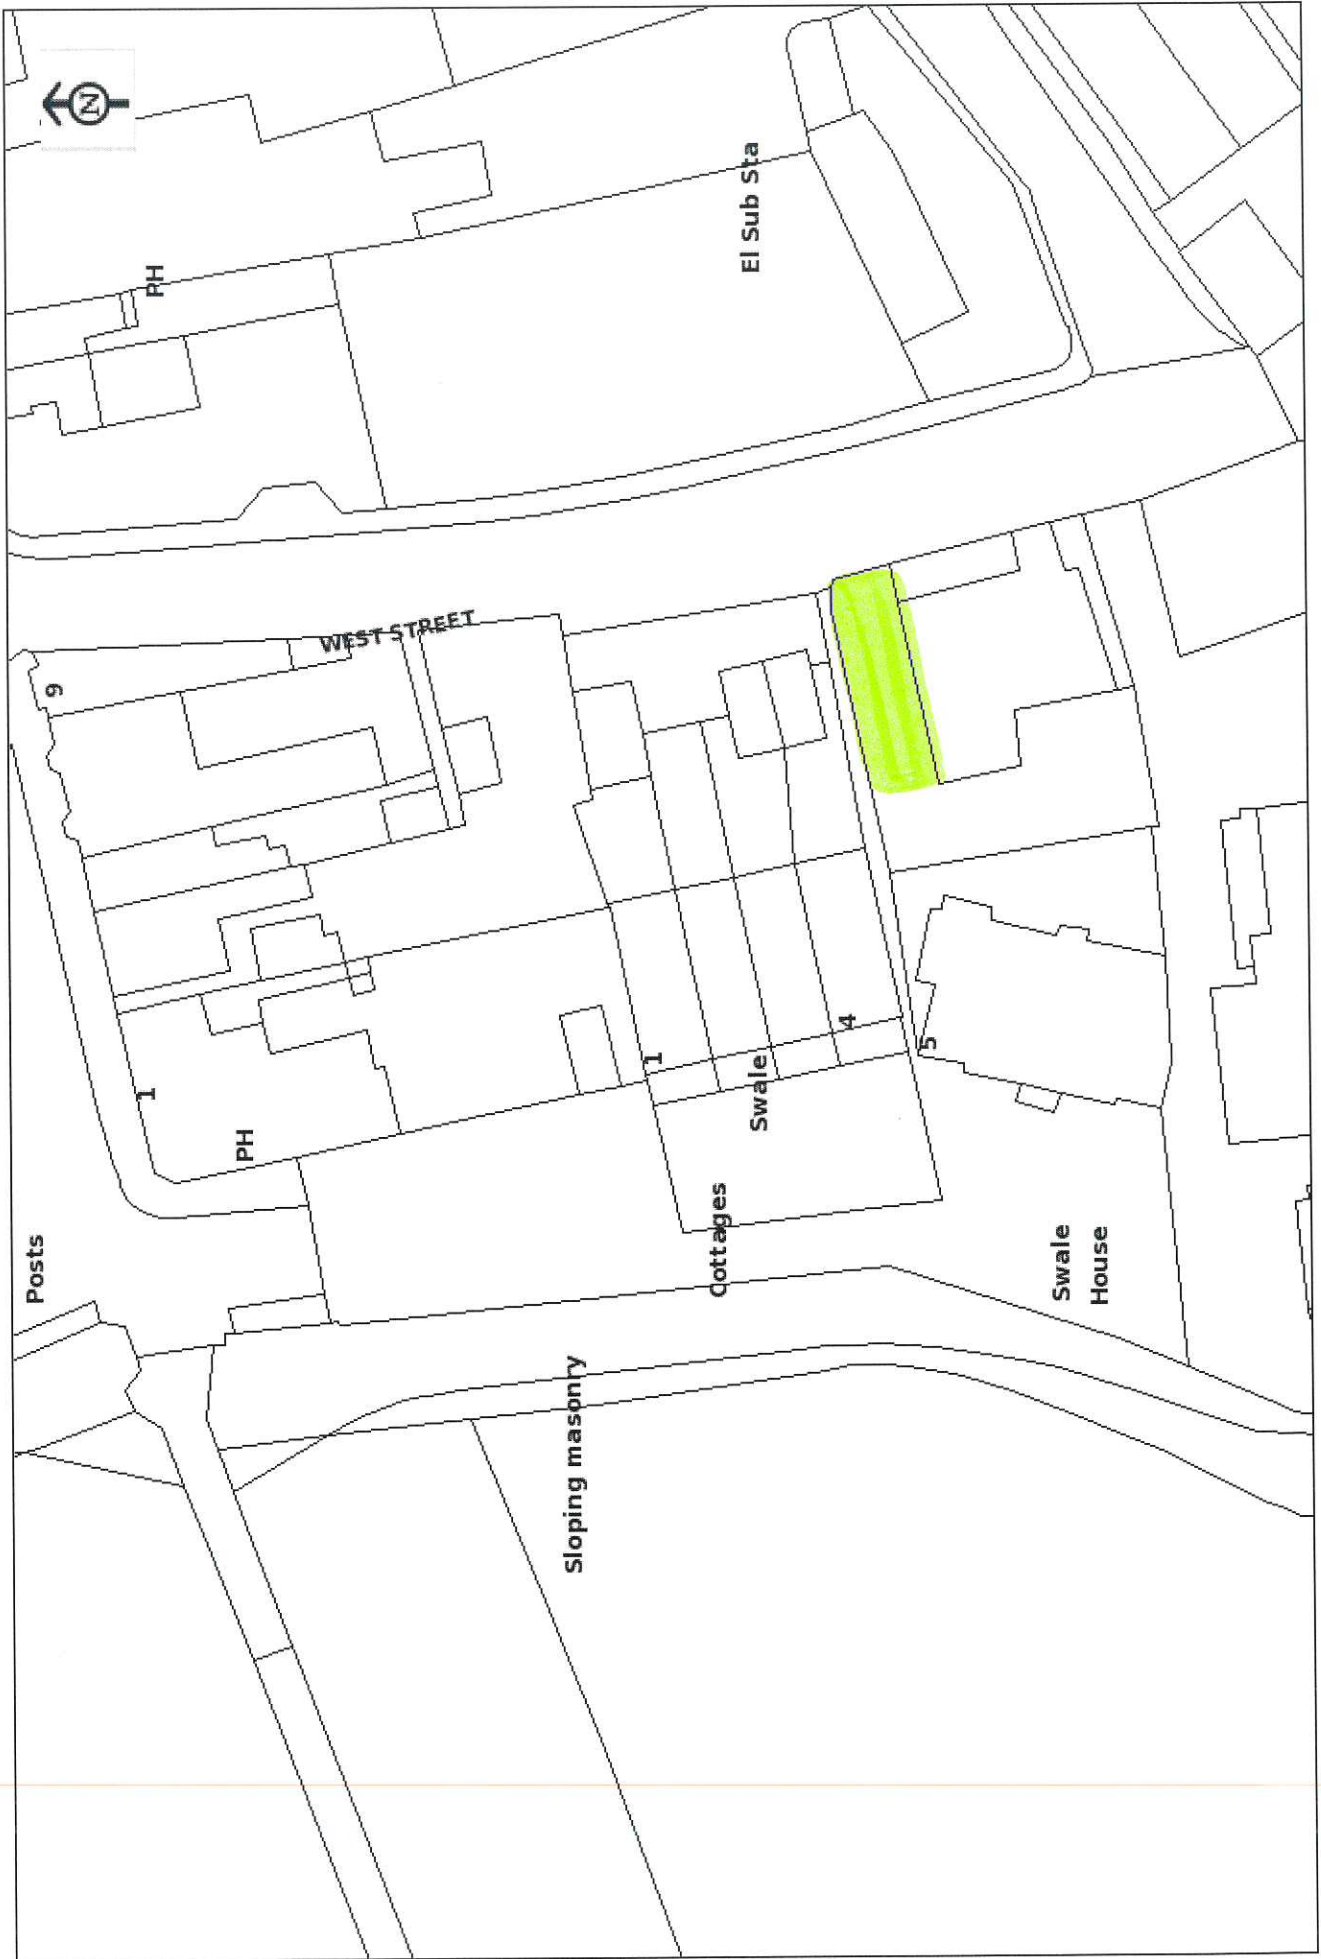 N
Posts
9
1
PH
PH
WEST STREET
Sloping masonry
1
Cottages
Swale
El Sub Sta
4
5
Swale
House